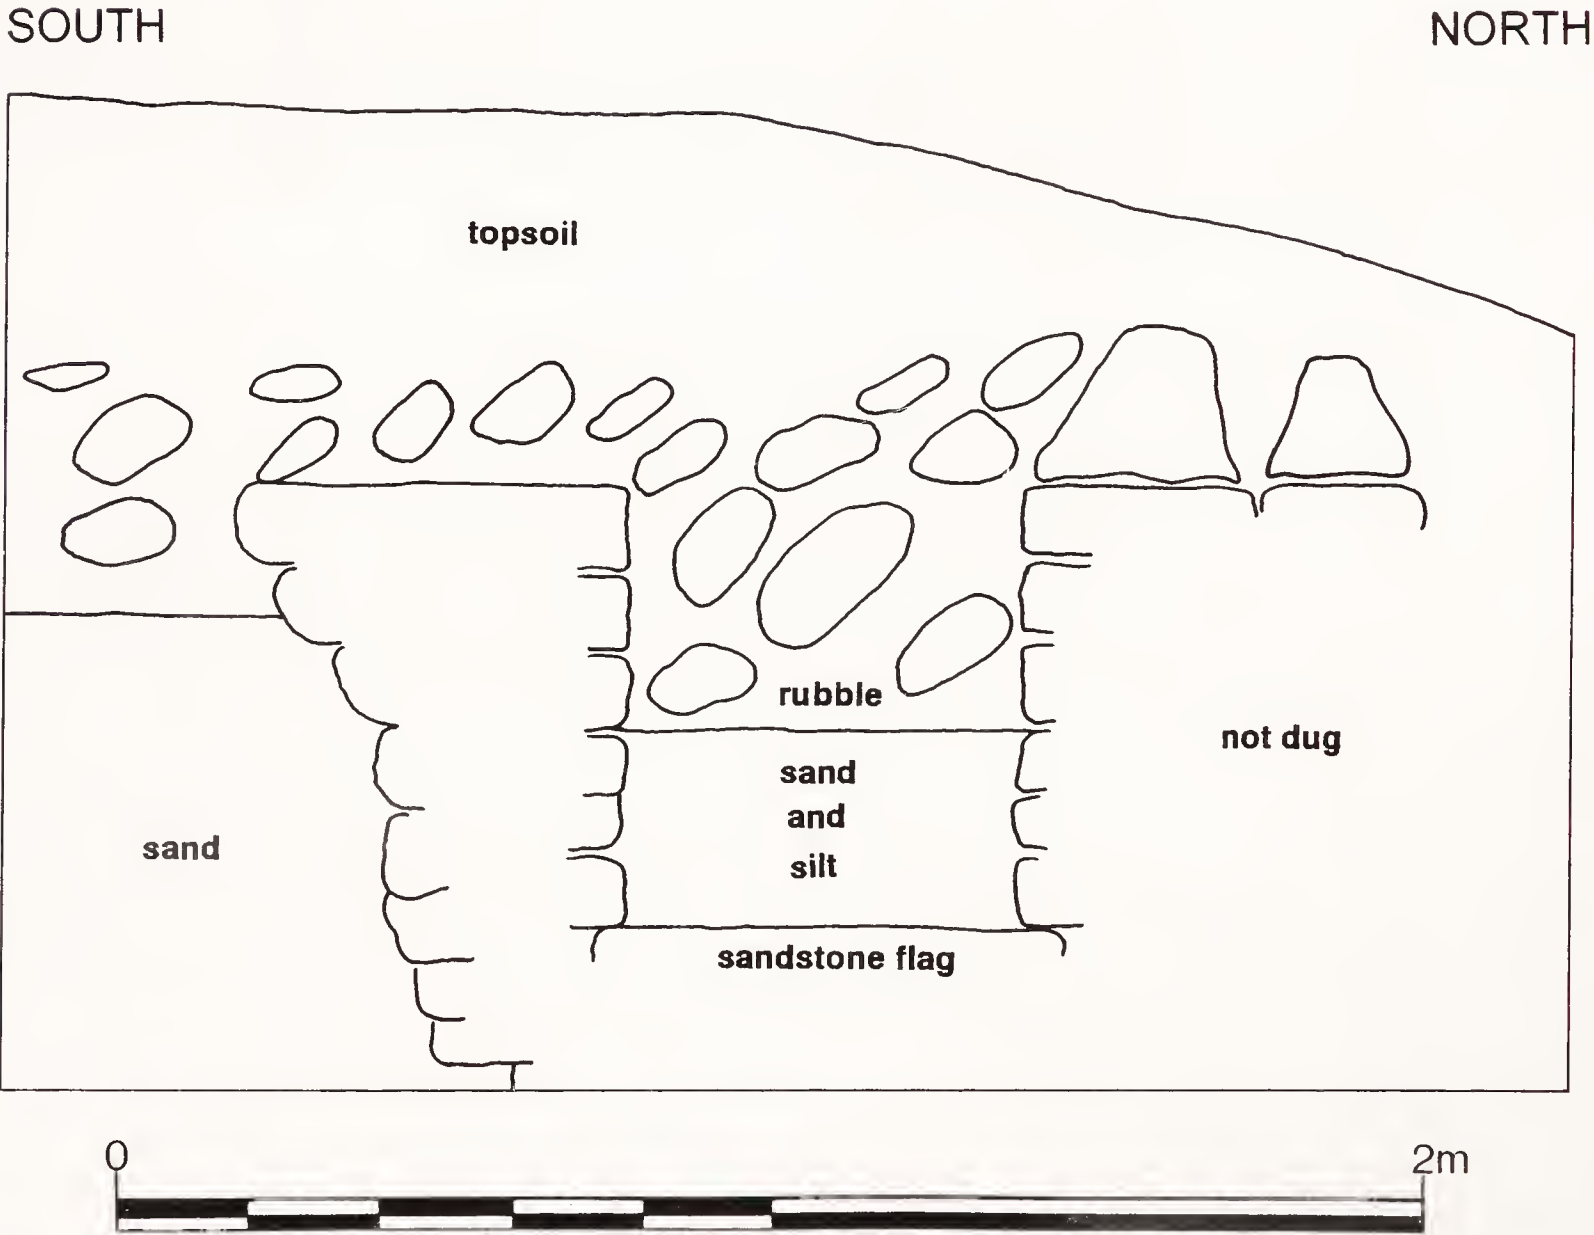 SOUTH
NORTH
topsoil
rubble
not dug
sand
and
silt
sand
sandstone flag
0
2m